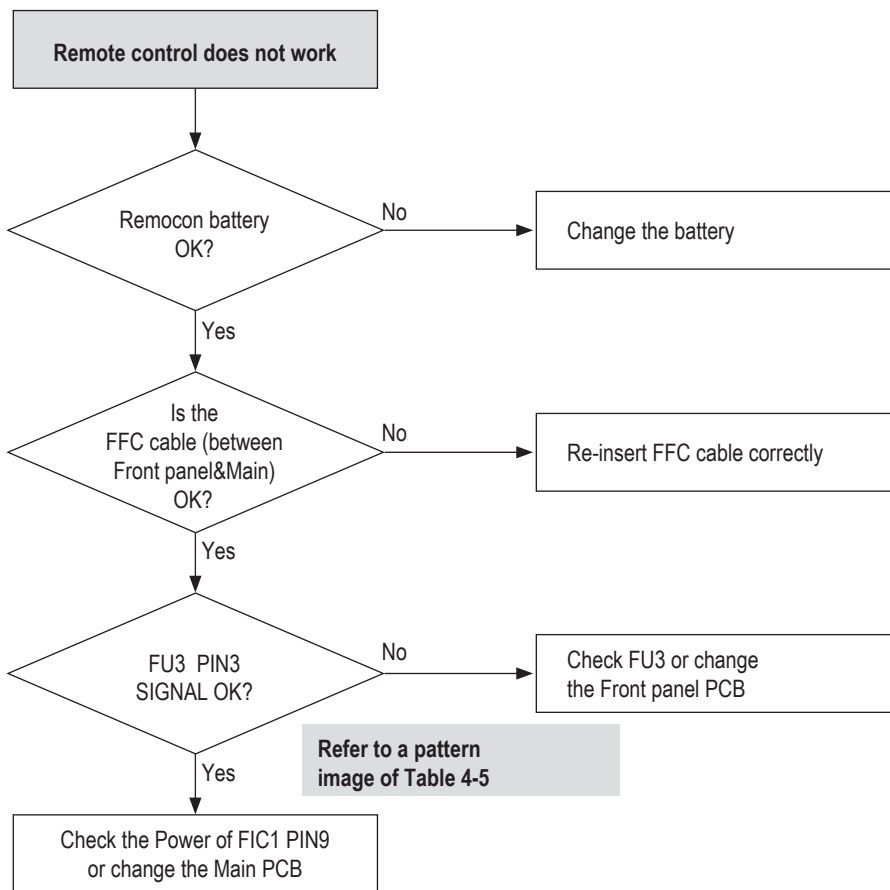 Remote control does not work
Remocon battery
OK?
No
Change the battery
Yes
Is the
FFC cable (between
Front panel&Main)
OK?
No
Re-insert FFC cable correctly
Yes
FU3 PIN3
SIGNAL OK?
No
Check FU3 or change
the Front panel PCB
Refer to a pattern
image of Table 4-5
Yes
Check the Power of FIC1 PIN9
or change the Main PCB